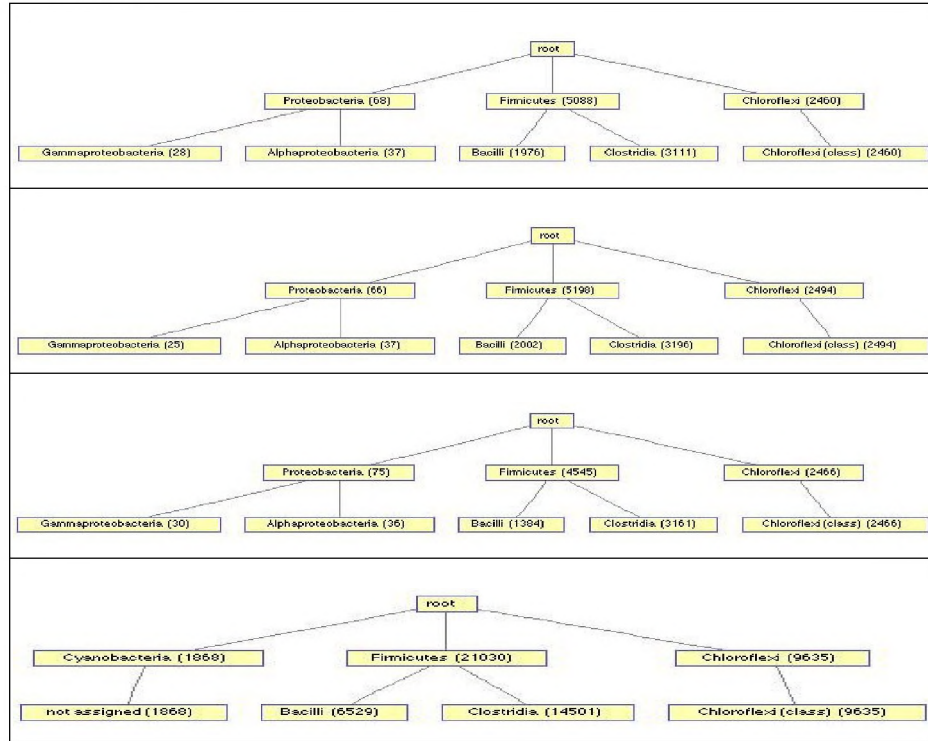 root
Proteobacteria (68) Firmicutes (5088) Chloroflexi (2460)
Gammaproteobacteria (28) Alphaproteobacteria (37) Bacilli (1976) Clostridia (3111) Chloroflexi(class) (2460)
root
Proteobacteria (66) Firmicutes (5198) Chloroflexi (2494)
Gammaproteobacteria (25) Alphaproteobacteria (37) Bacilli (2002) Clostridia (3196) Chloroflexi(class) (2494)
root
Proteobacteria (75) Firmicutes (4545) Chloroflexi (2466)
Gammaproteobacteria (30) Alphaproteobacteria (36) Bacilli (1384) Clostridia (3161) Chloroflexi(class) (2466)
root
Cyanobacteria (1868) Firmicutes (21030) Chloroflexi (9635)
not assigned (1868) Bacilli (6529) Clostridia (14501) Chloroflexi(class) (9635)